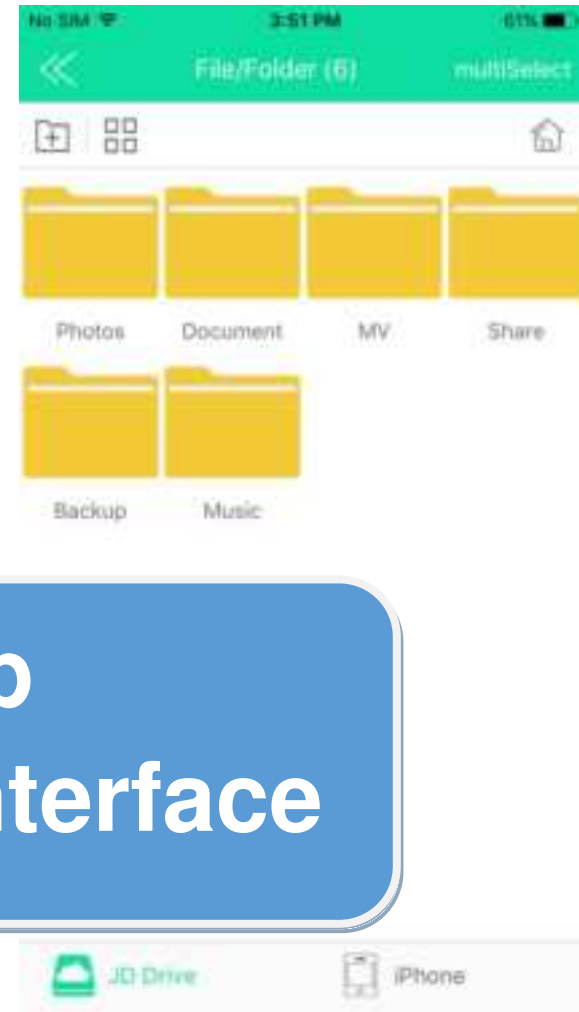 No SIM 3:51 PM 61%
File/Folder (6) multiSelect
Photos Document MV Share
Backup Music
p
nterface
JD Drive iPhone